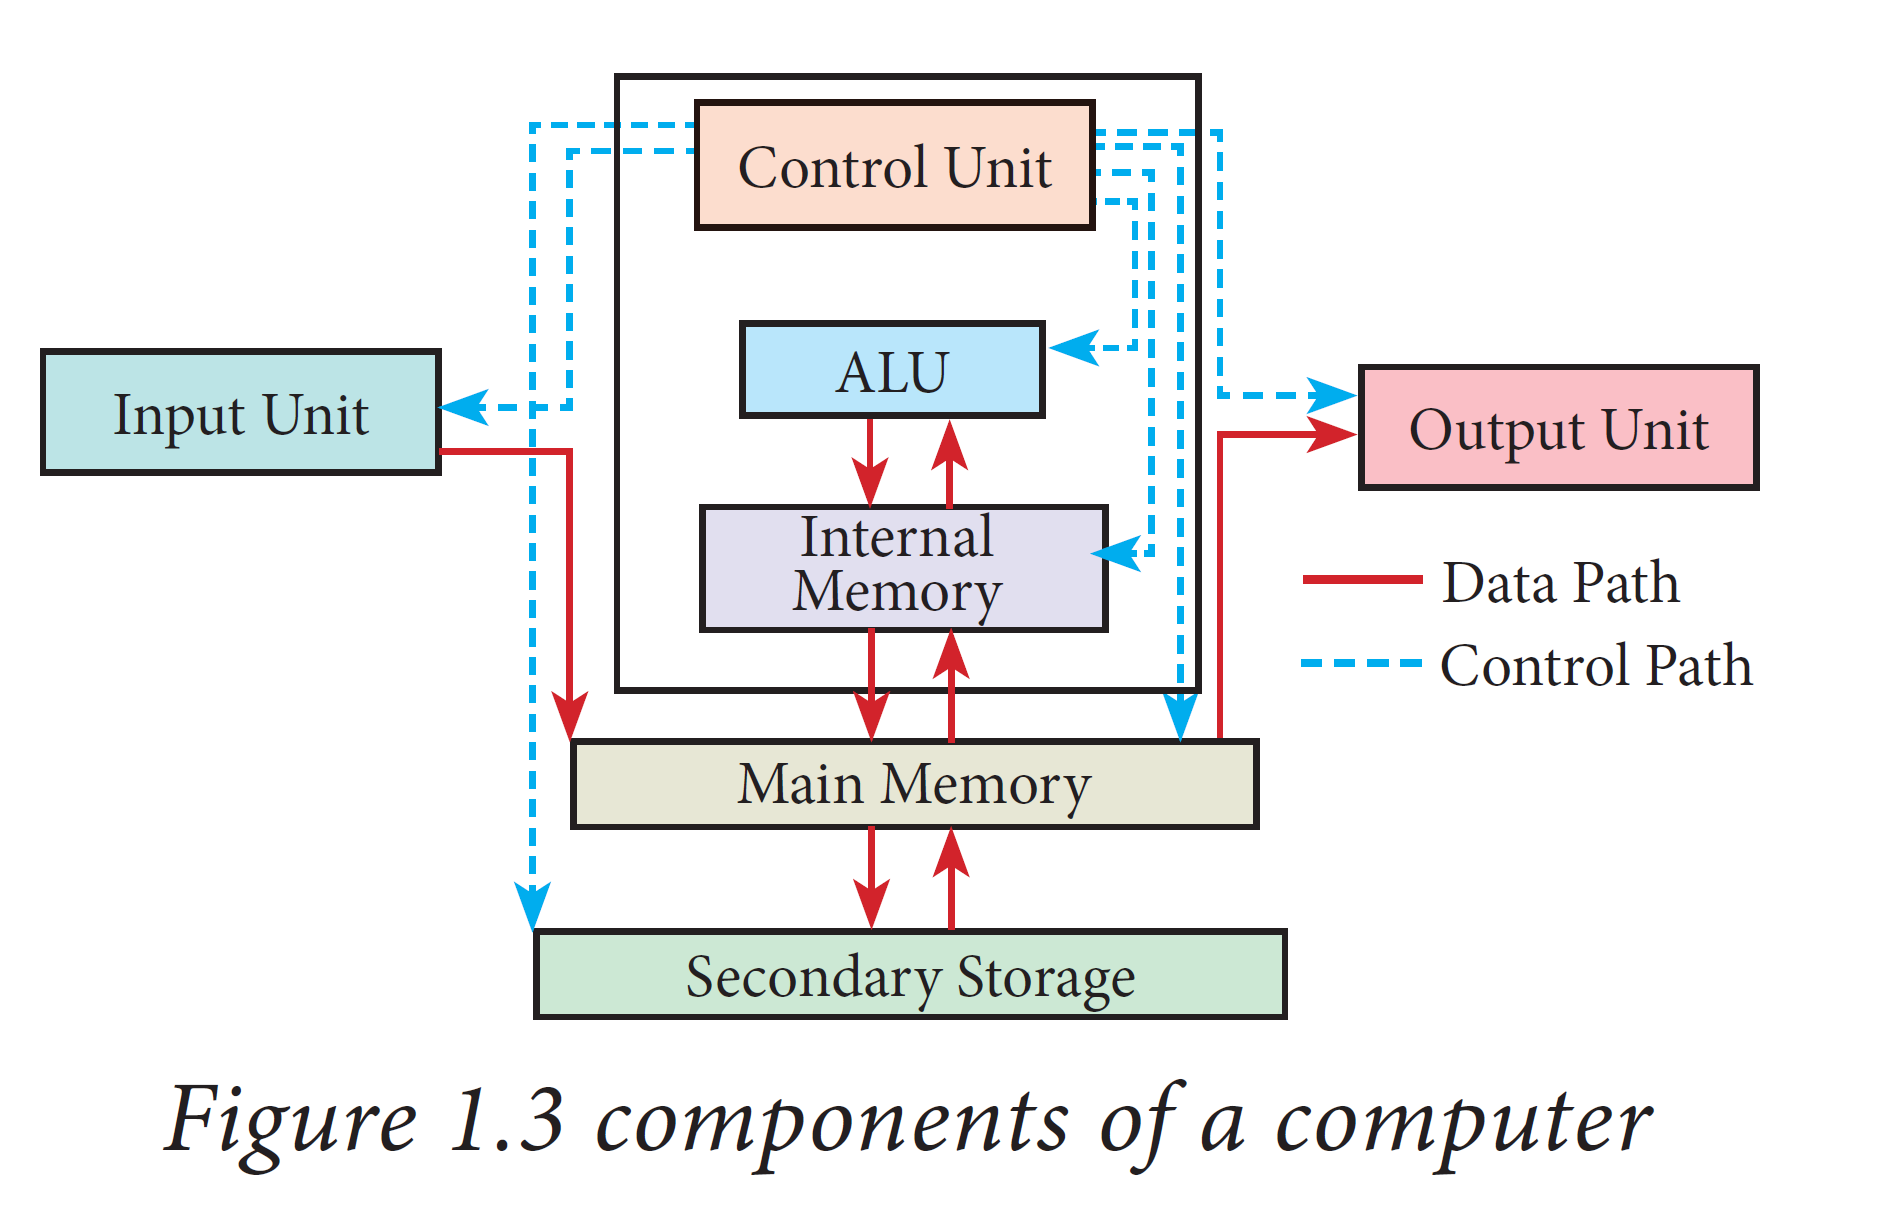 Control Unit
ALU
Input Unit
Output Unit
Internal
Memory
Data Path
Control Path
Main Memory
Secondary Storage
Figure 1.3 components of a computer